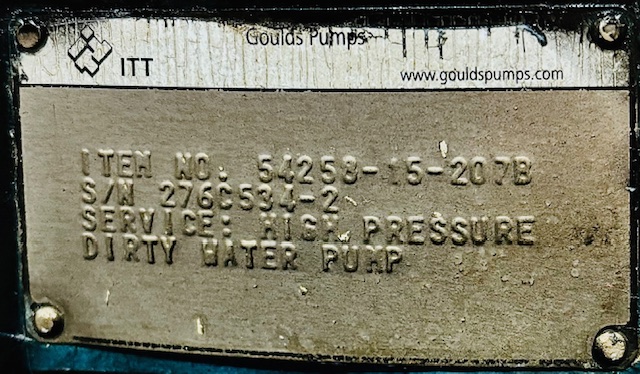 Goulds Pumps
ITT
www.gouldspumps.com
ITEM NO. 54258-15-207B
S/N 276C534-2
SERVICE: HIGH PRESSURE
DIRTY WATER PUMP